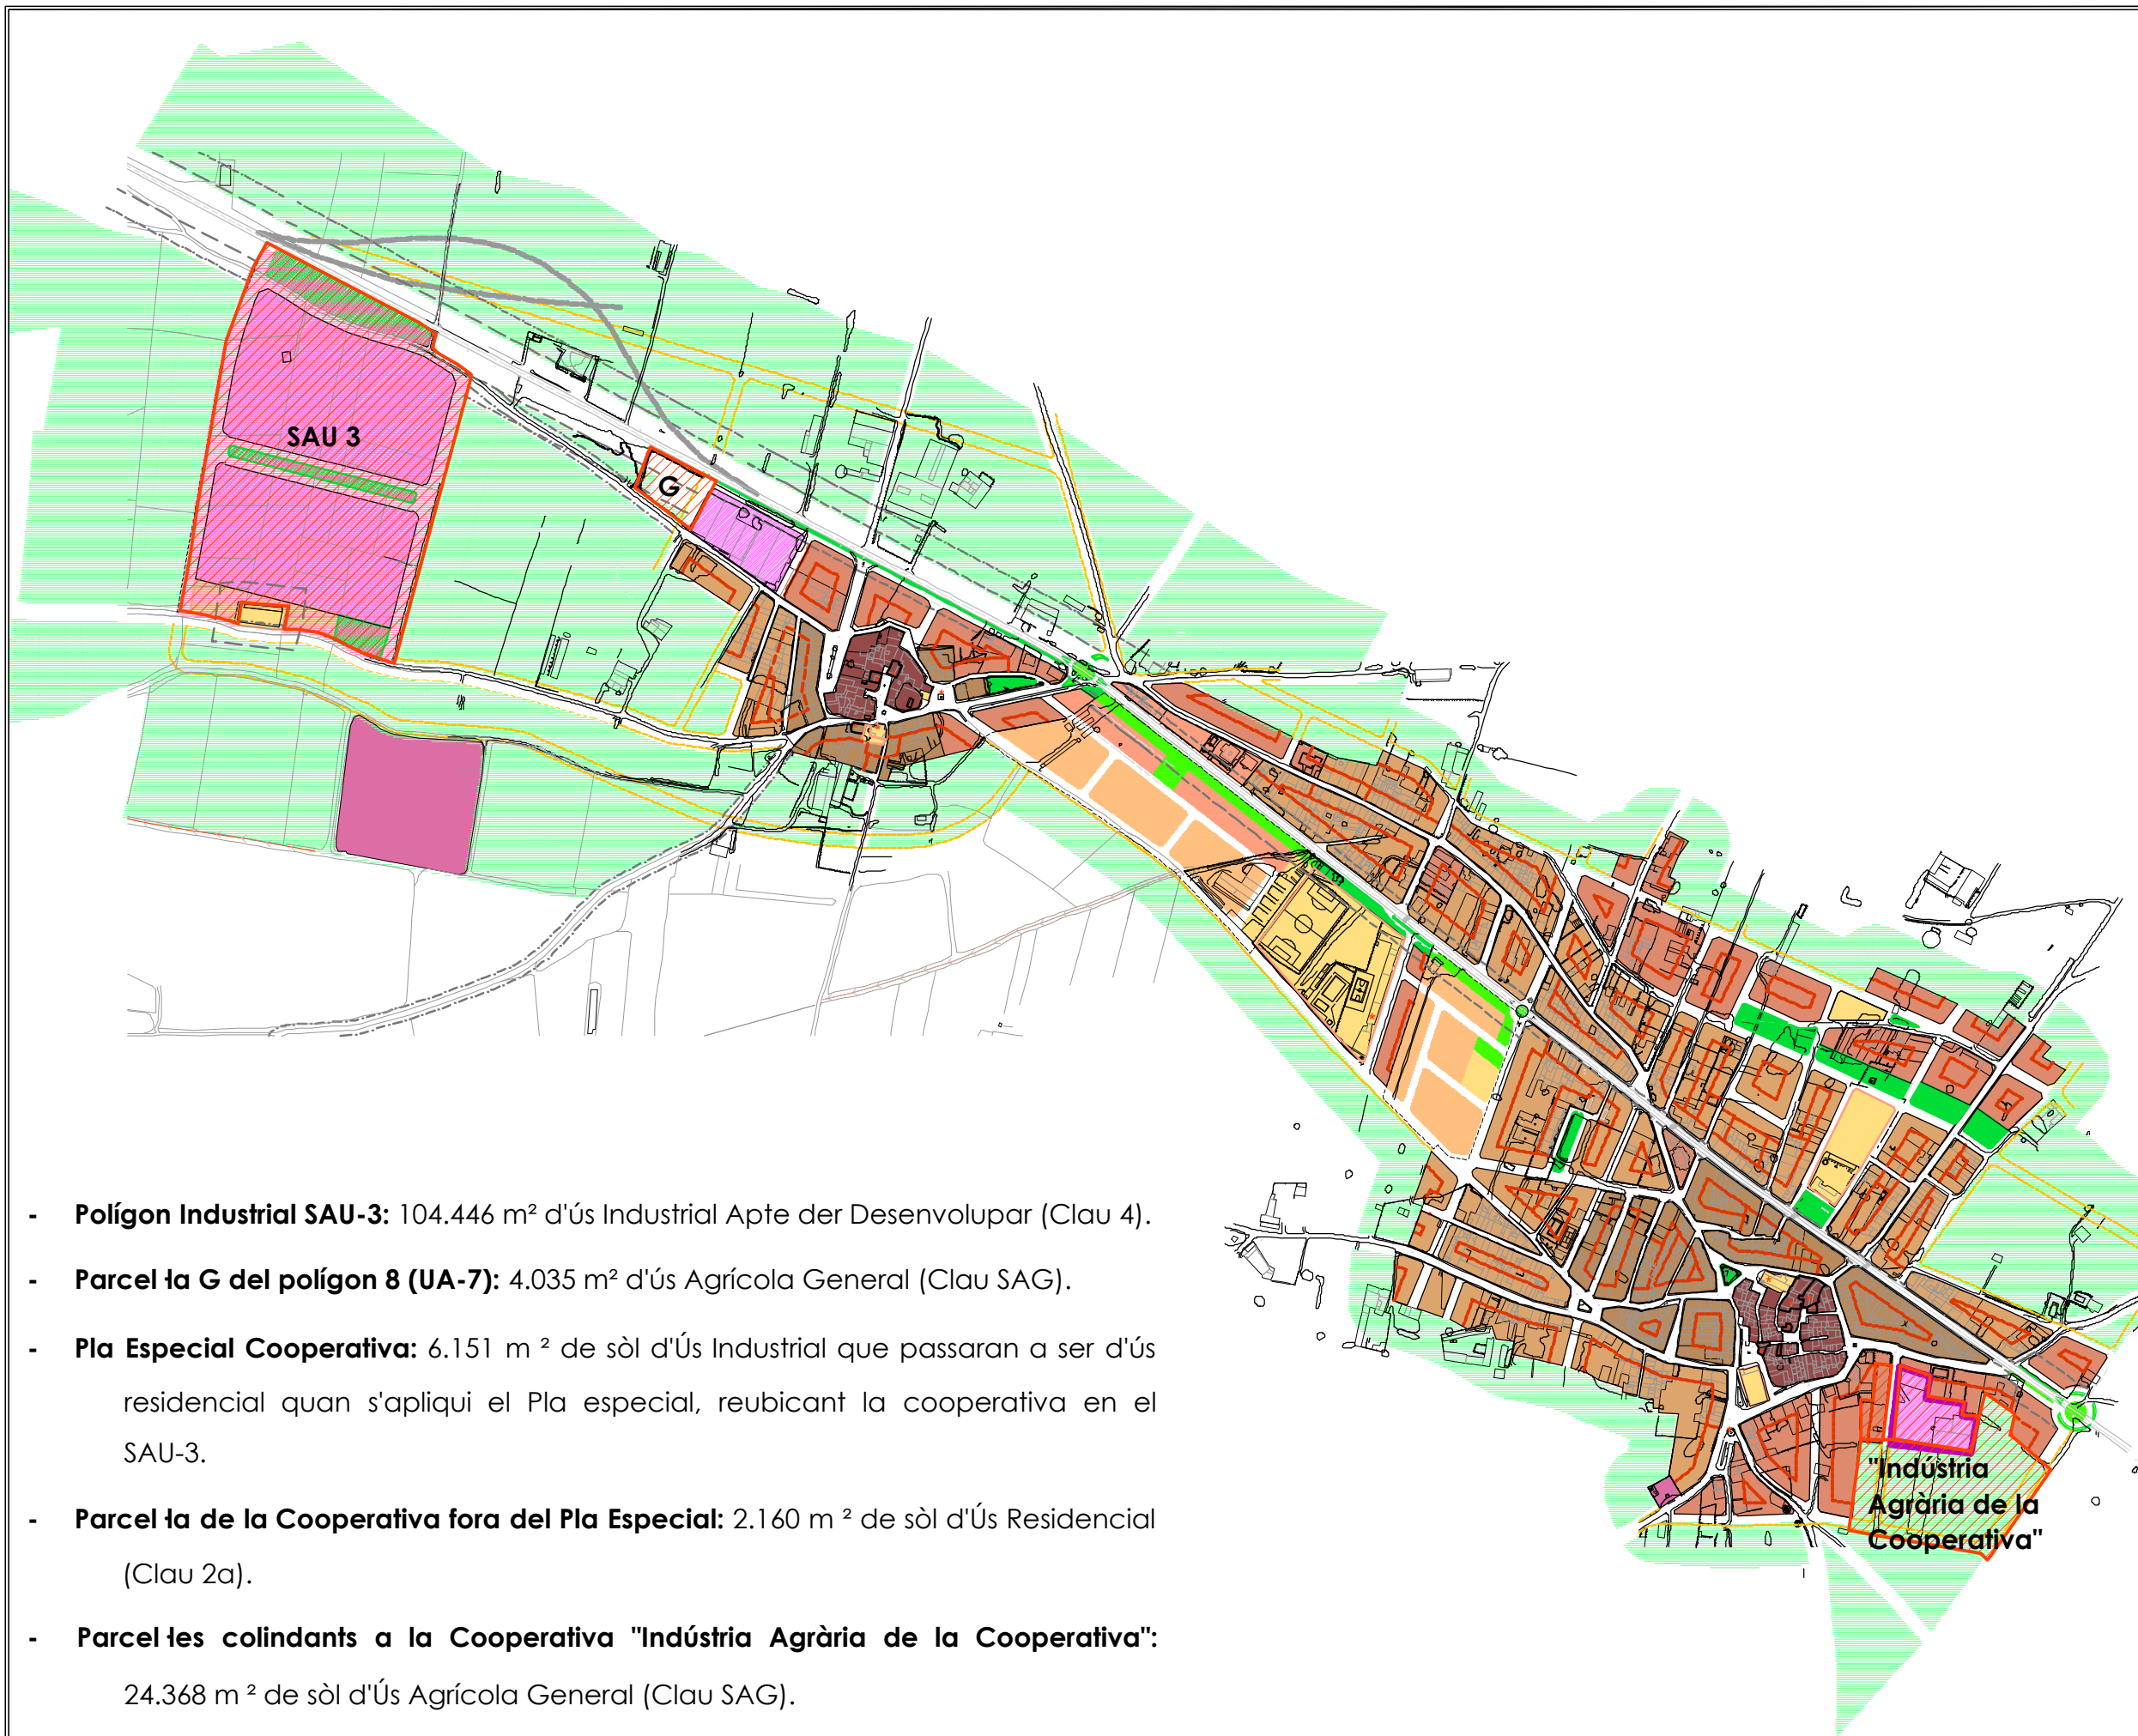 SAU 3
G
- Polígon Industrial SAU-3: 104.446 m² d'ús Industrial Apte der Desenvolupar (Clau 4).
- Parcel·la G del polígon 8 (UA-7): 4.035 m² d'ús Agrícola General (Clau SAG).
- Pla Especial Cooperativa: 6.151 m ² de sòl d'Ús Industrial que passaran a ser d'ús
residencial quan s'apliqui el Pla especial, reubicant la cooperativa en el
SAU-3.
- Parcel·la de la Cooperativa fora del Pla Especial: 2.160 m ² de sòl d'Ús Residencial
(Clau 2a).
- Parcel·les colindants a la Cooperativa "Indústria Agrària de la Cooperativa":
24.368 m ² de sòl d'Ús Agrícola General (Clau SAG).
"Indústria
Agrària de la
Cooperativa"